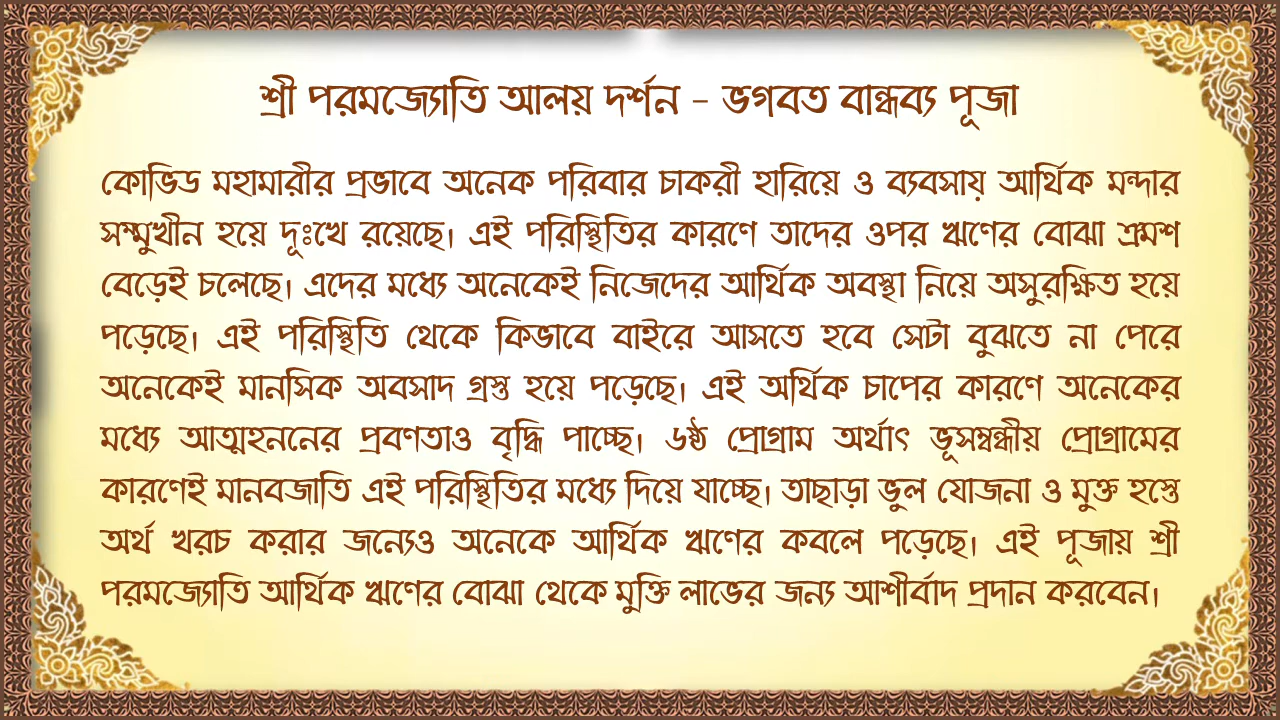 শ্রী পরমজ্যোতি আলয় দর্শন - ভগবত বান্ধব্য পূজা
কোভিড মহামারীর প্রভাবে অনেক পরিবার চাকরী হারিয়ে ও ব্যবসায় আর্থিক মন্দার
সম্মুখীন হয়ে দূঃখে রয়েছে। এই পরিস্থিতির কারণে তাদের ওপর ঋণের বোঝা ক্রমশ
বেড়েই চলেছে। এদের মধ্যে অনেকেই নিজেদের আর্থিক অবস্থা নিয়ে অসুরক্ষিত হয়ে
পড়েছে। এই পরিস্থিতি থেকে কিভাবে বাইরে আসতে হবে সেটা বুঝতে না পেরে
অনেকেই মানসিক অবসাদ গ্রস্ত হয়ে পড়েছে। এই অর্থিক চাপের কারণে অনেকের
মধ্যে আত্মহননের প্রবণতাও বৃদ্ধি পাচ্ছে। ৬ষ্ঠ প্রোগ্রাম অর্থাৎ ভূসম্বন্ধীয় প্রোগ্রামের
কারণেই মানবজাতি এই পরিস্থিতির মধ্যে দিয়ে যাচ্ছে। তাছাড়া ভুল যোজনা ও মুক্ত হস্তে
অর্থ খরচ করার জন্যেও অনেকে আর্থিক ঋণের কবলে পড়েছে। এই পূজায় শ্রী
পরমজ্যোতি আর্থিক ঋণের বোঝা থেকে মুক্তি লাভের জন্য আশীর্বাদ প্রদান করবেন।